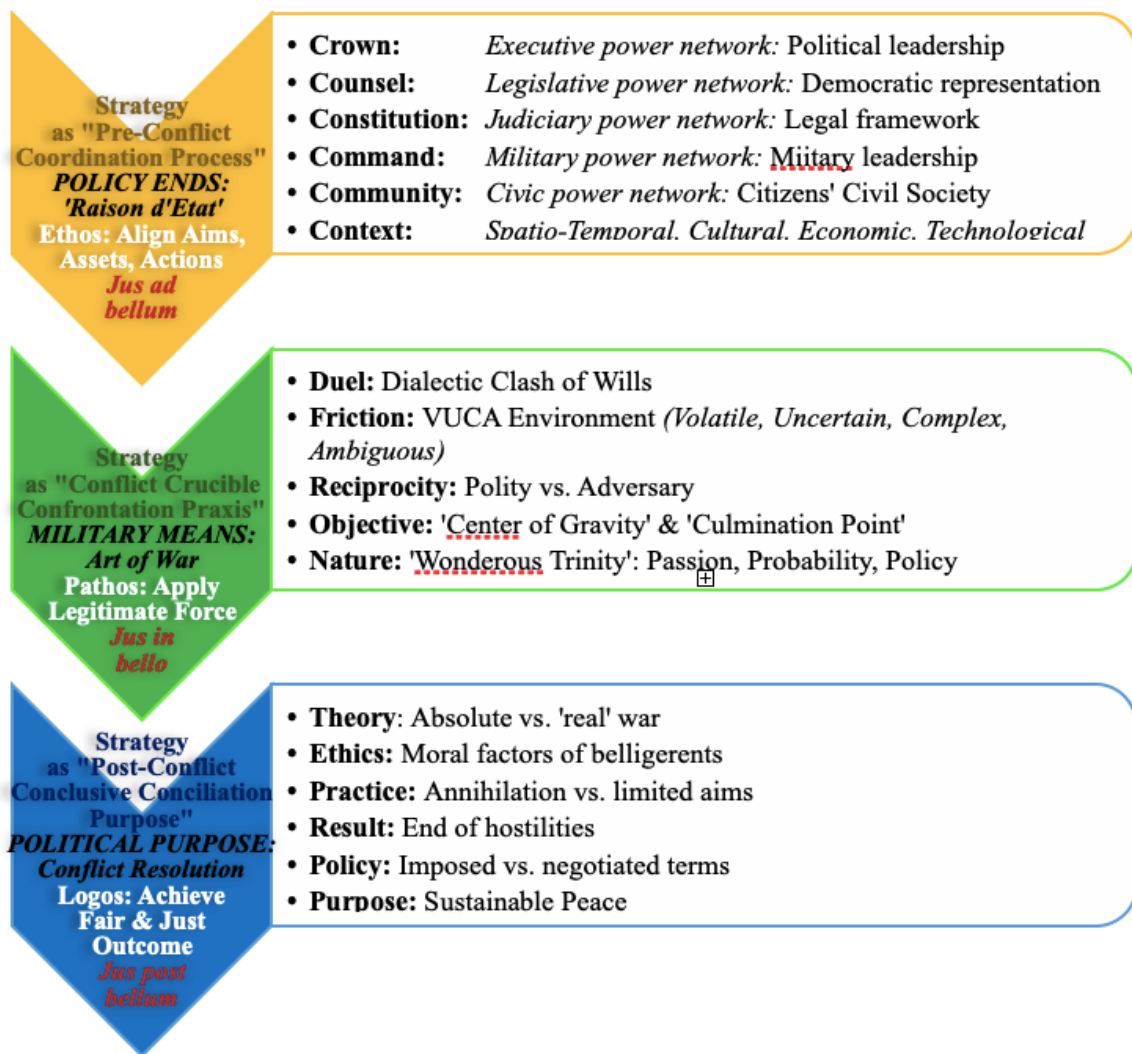 Strategy
as "Pre-Conflict
Coordination Process"
POLICY ENDS:
'Raison d'Etat'
Ethos: Align Aims,
Assets, Actions
Jus ad
bellum
• Crown: Executive power network: Political leadership
• Counsel: Legislative power network: Democratic representation
• Constitution: Judiciary power network: Legal framework
• Command: Military power network: Miitary leadership
• Community: Civic power network: Citizens' Civil Society
• Context: Spatio-Temporal, Cultural, Economic, Technological
Strategy
as "Conflict Crucible
Confrontation Praxis"
MILITARY MEANS:
Art of War
Pathos: Apply
Legitimate Force
Jus in
bello
• Duel: Dialectic Clash of Wills
• Friction: VUCA Environment (Volatile, Uncertain, Complex,
Ambiguous)
• Reciprocity: Polity vs. Adversary
• Objective: 'Center of Gravity' & 'Culmination Point'
• Nature: 'Wonderous Trinity': Passion, Probability, Policy
Strategy
as "Post-Conflict
Conclusive Conciliation
Purpose"
POLITICAL PURPOSE:
Conflict Resolution
Logos: Achieve
Fair & Just
Outcome
Jus post
bellum
• Theory: Absolute vs. 'real' war
• Ethics: Moral factors of belligerents
• Practice: Annihilation vs. limited aims
• Result: End of hostilities
• Policy: Imposed vs. negotiated terms
• Purpose: Sustainable Peace